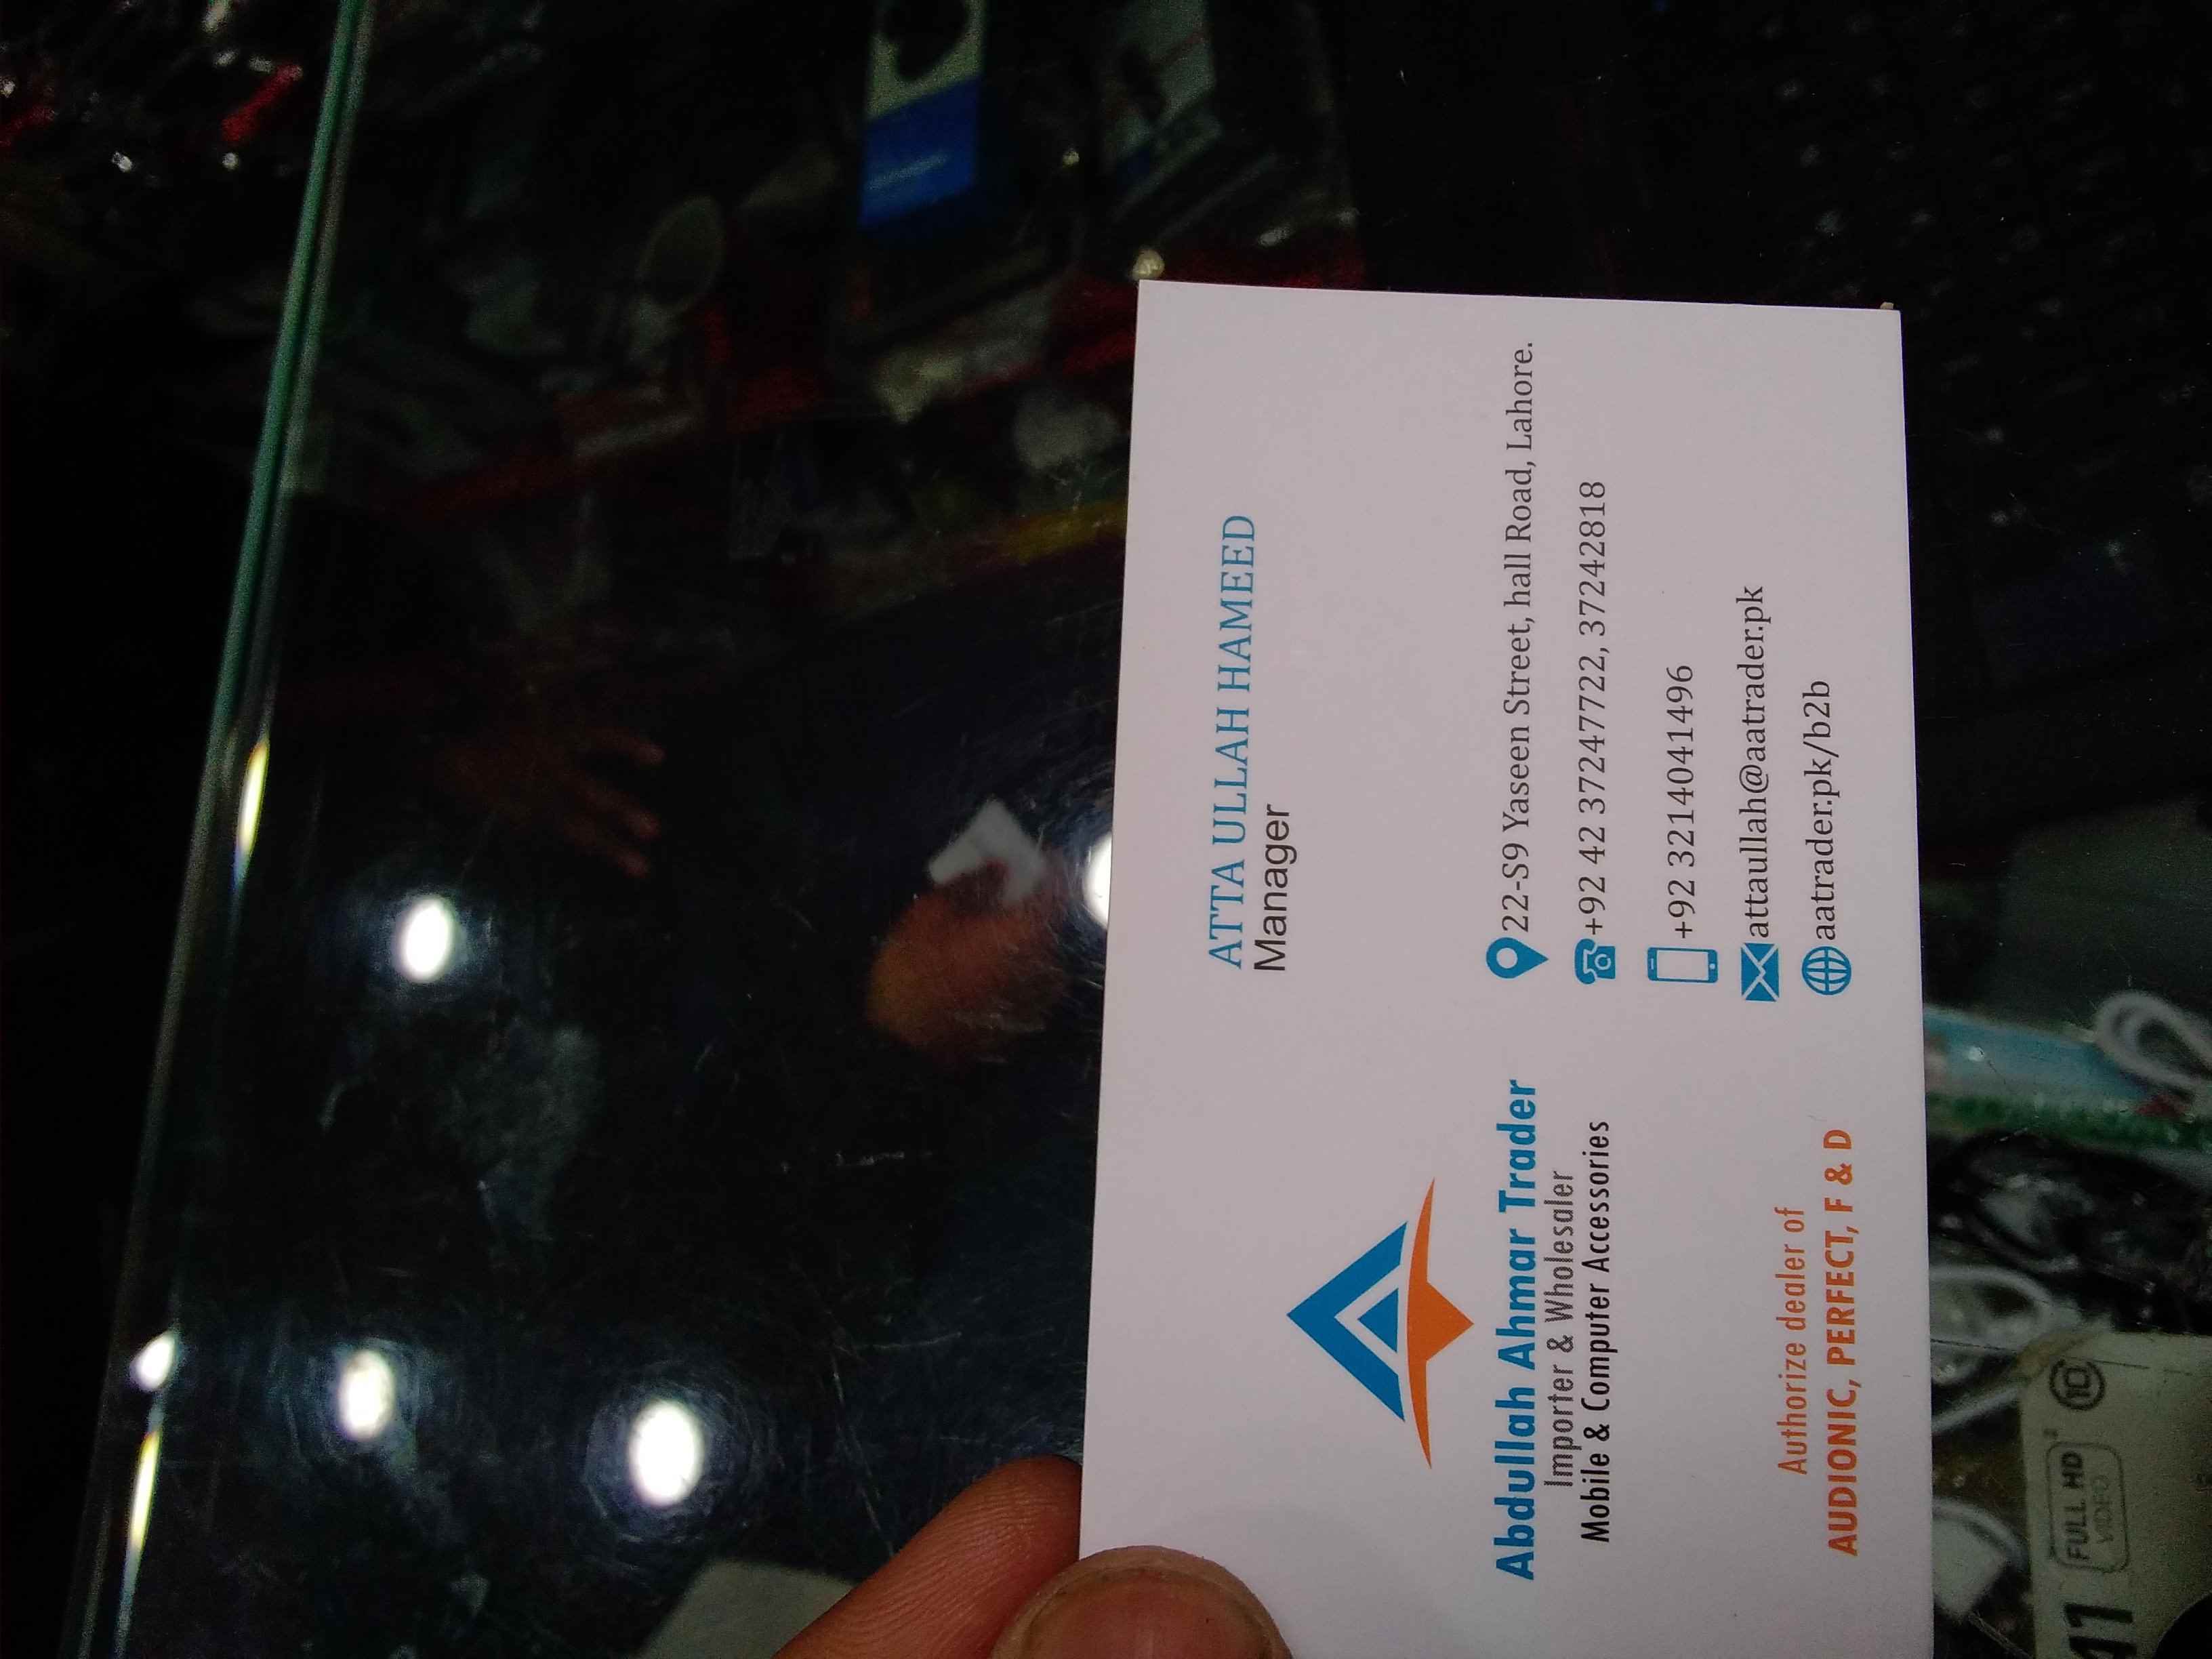 ATTA ULLAH HAMEED
Manager
Abdullah Ahmar Trader
Importer & Wholesaler
Mobile & Computer Accessories
Authorize dealer of
AUDIONIC, PERFECT, F & D
22-S9 Yaseen Street, hall Road, Lahore.
+92 42 37247722, 37242818
+92 3214041496
attaullah@aatrader.pk
aatrader.pk/b2b
A1
FULL HD
VIDEO
10